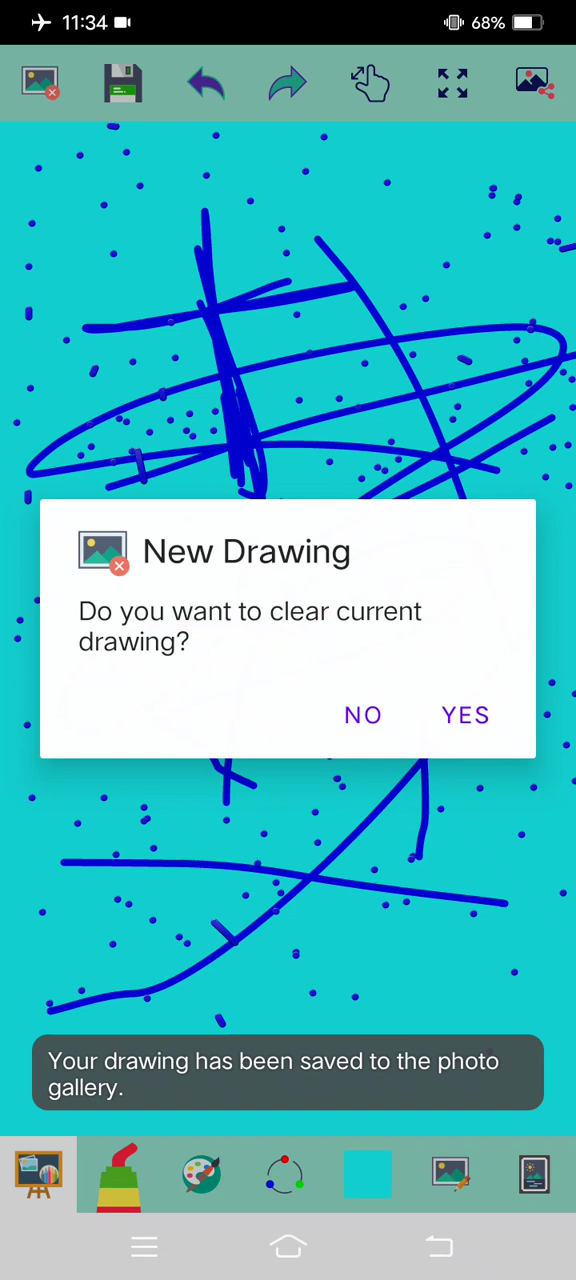 11:34
68%
New Drawing
Do you want to clear current
drawing?
NO
YES
Your drawing has been saved to the photo
gallery.